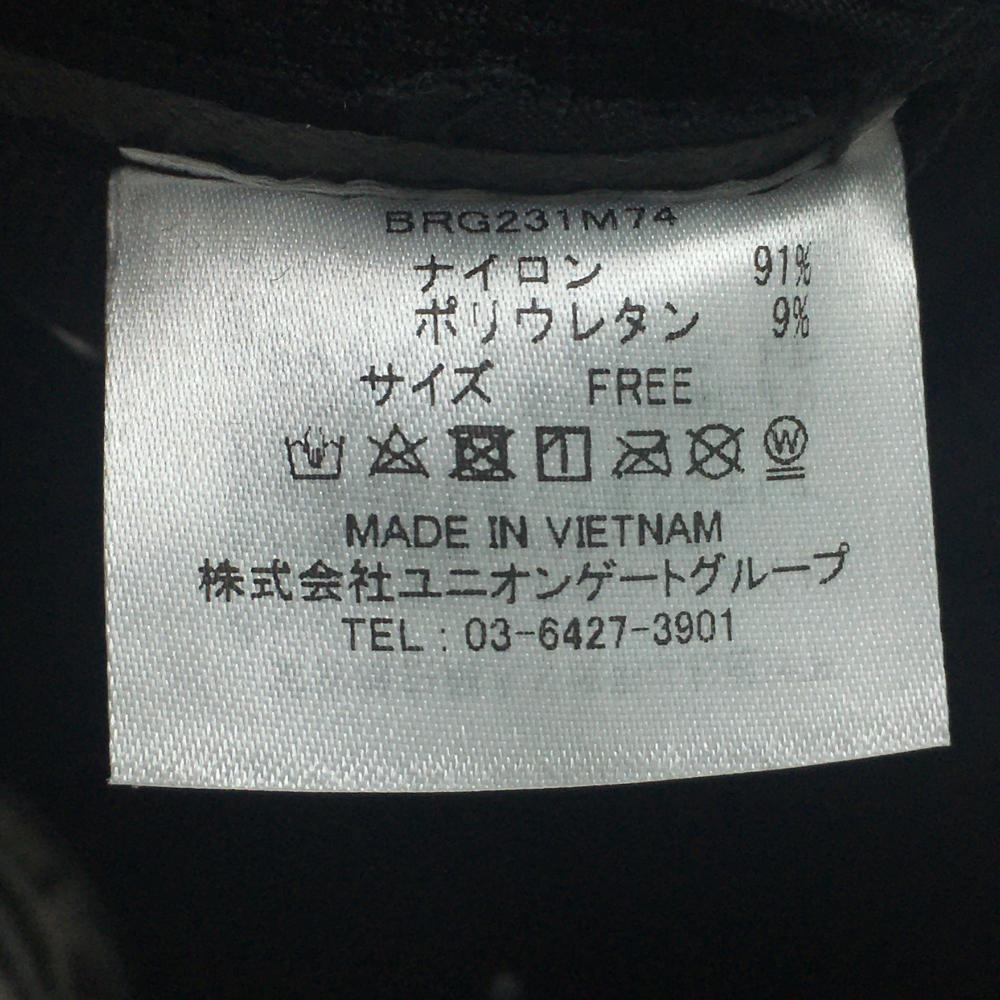 BRG231M74
ナイロン 91%
ポリウレタン 9%
サイズ FREE
W
MADE IN VIETNAM
株式会社ユニオンゲートグループ
TEL : 03-6427-3901